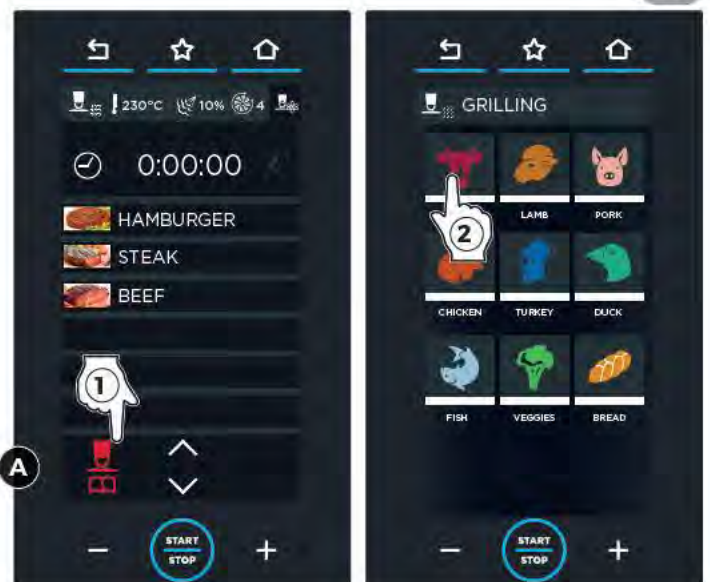 230°C 10% 4
0:00:00
HAMBURGER
STEAK
BEEF
1
A
START
STOP
GRILLING
2
LAMB PORK
CHICKEN TURKEY DUCK
FISH VEGGIES BREAD
START
STOP